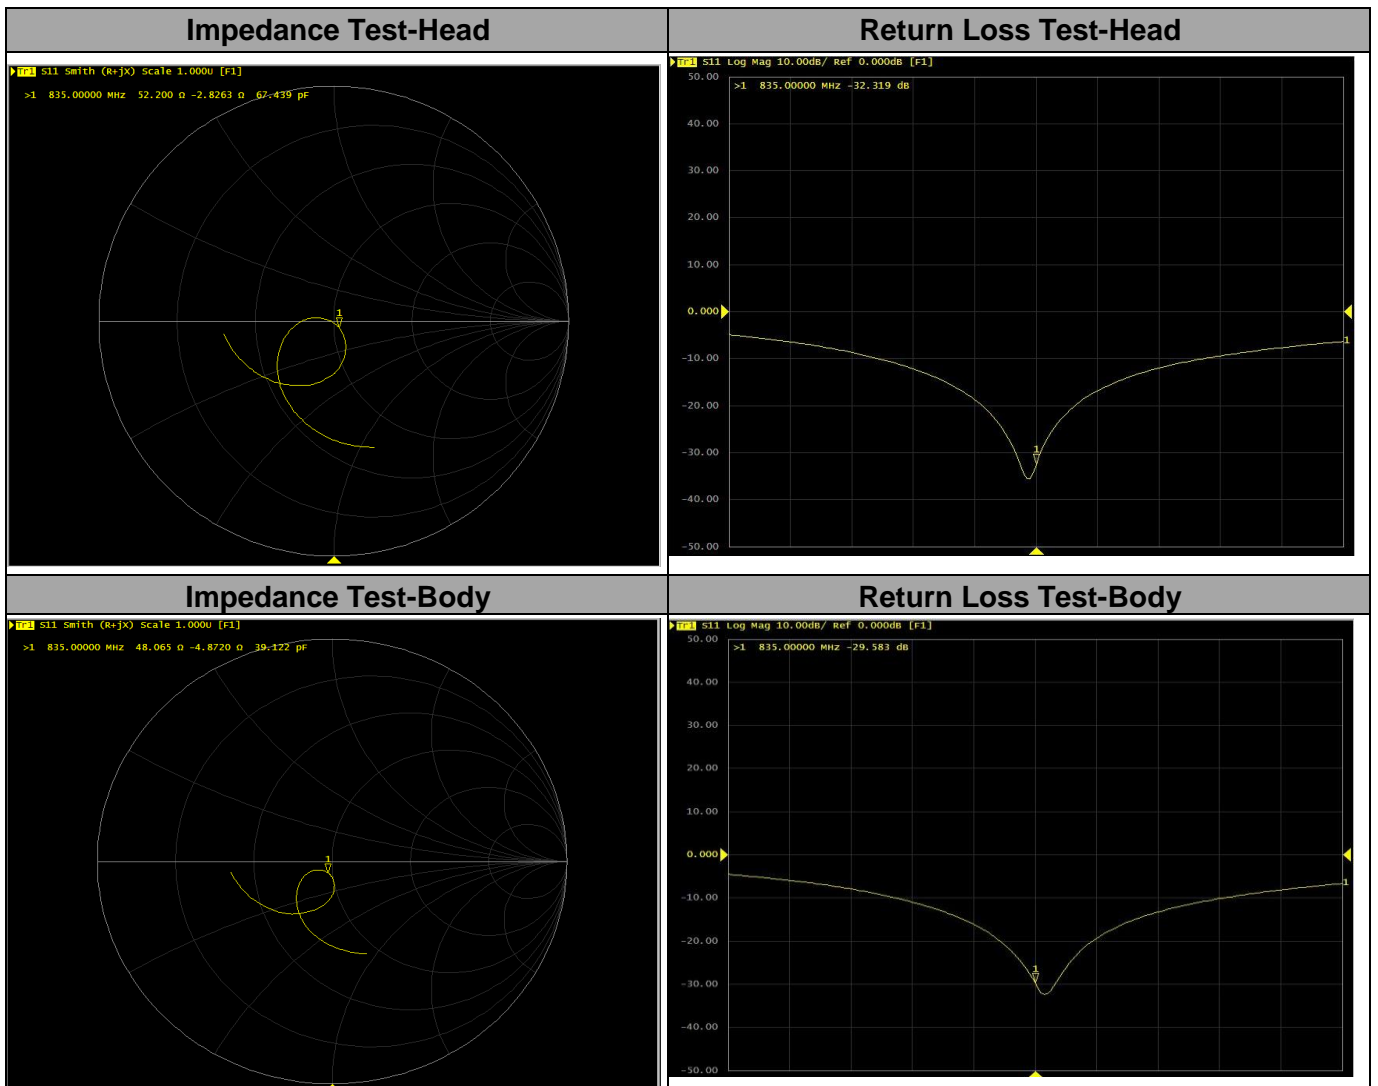 Impedance Test-Head
Return Loss Test-Head
Tr1 S11 Smith (R+jX) Scale 1.000U [F1]
>1 835.00000 MHz 52.200 Ω -2.8263 Ω 67.439 pF
1
Tr1 S11 Log Mag 10.00dB/ Ref 0.000dB [F1]
50.00
>1 835.00000 MHz -32.319 dB
40.00
30.00
20.00
10.00
0.000
-10.00
-20.00
-30.00
-40.00
-50.00
1
1
Impedance Test-Body
Return Loss Test-Body
Tr1 S11 Smith (R+jX) Scale 1.000U [F1]
>1 835.00000 MHz 48.065 Ω -4.8720 Ω 39.122 pF
1
Tr1 S11 Log Mag 10.00dB/ Ref 0.000dB [F1]
50.00
>1 835.00000 MHz -29.583 dB
40.00
30.00
20.00
10.00
0.000
-10.00
-20.00
-30.00
-40.00
-50.00
1
1